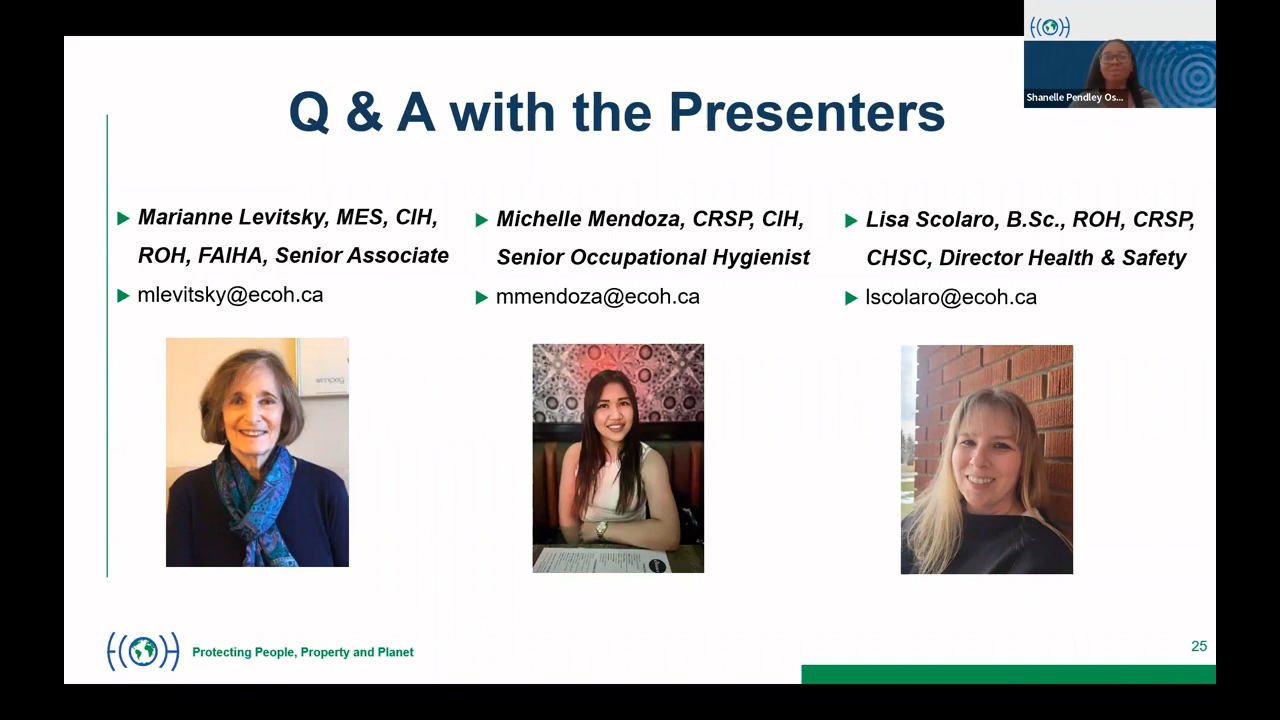 Shanelle Pendley Os...
Q & A with the Presenters
Marianne Levitsky, MES, CIH,
ROH, FAIHA, Senior Associate
mlevitsky@ecoh.ca
Michelle Mendoza, CRSP, CIH,
Senior Occupational Hygienist
mmendoza@ecoh.ca
Lisa Scolaro, B.Sc., ROH, CRSP,
CHSC, Director Health & Safety
lscolaro@ecoh.ca
winnipeg
Protecting People, Property and Planet
25